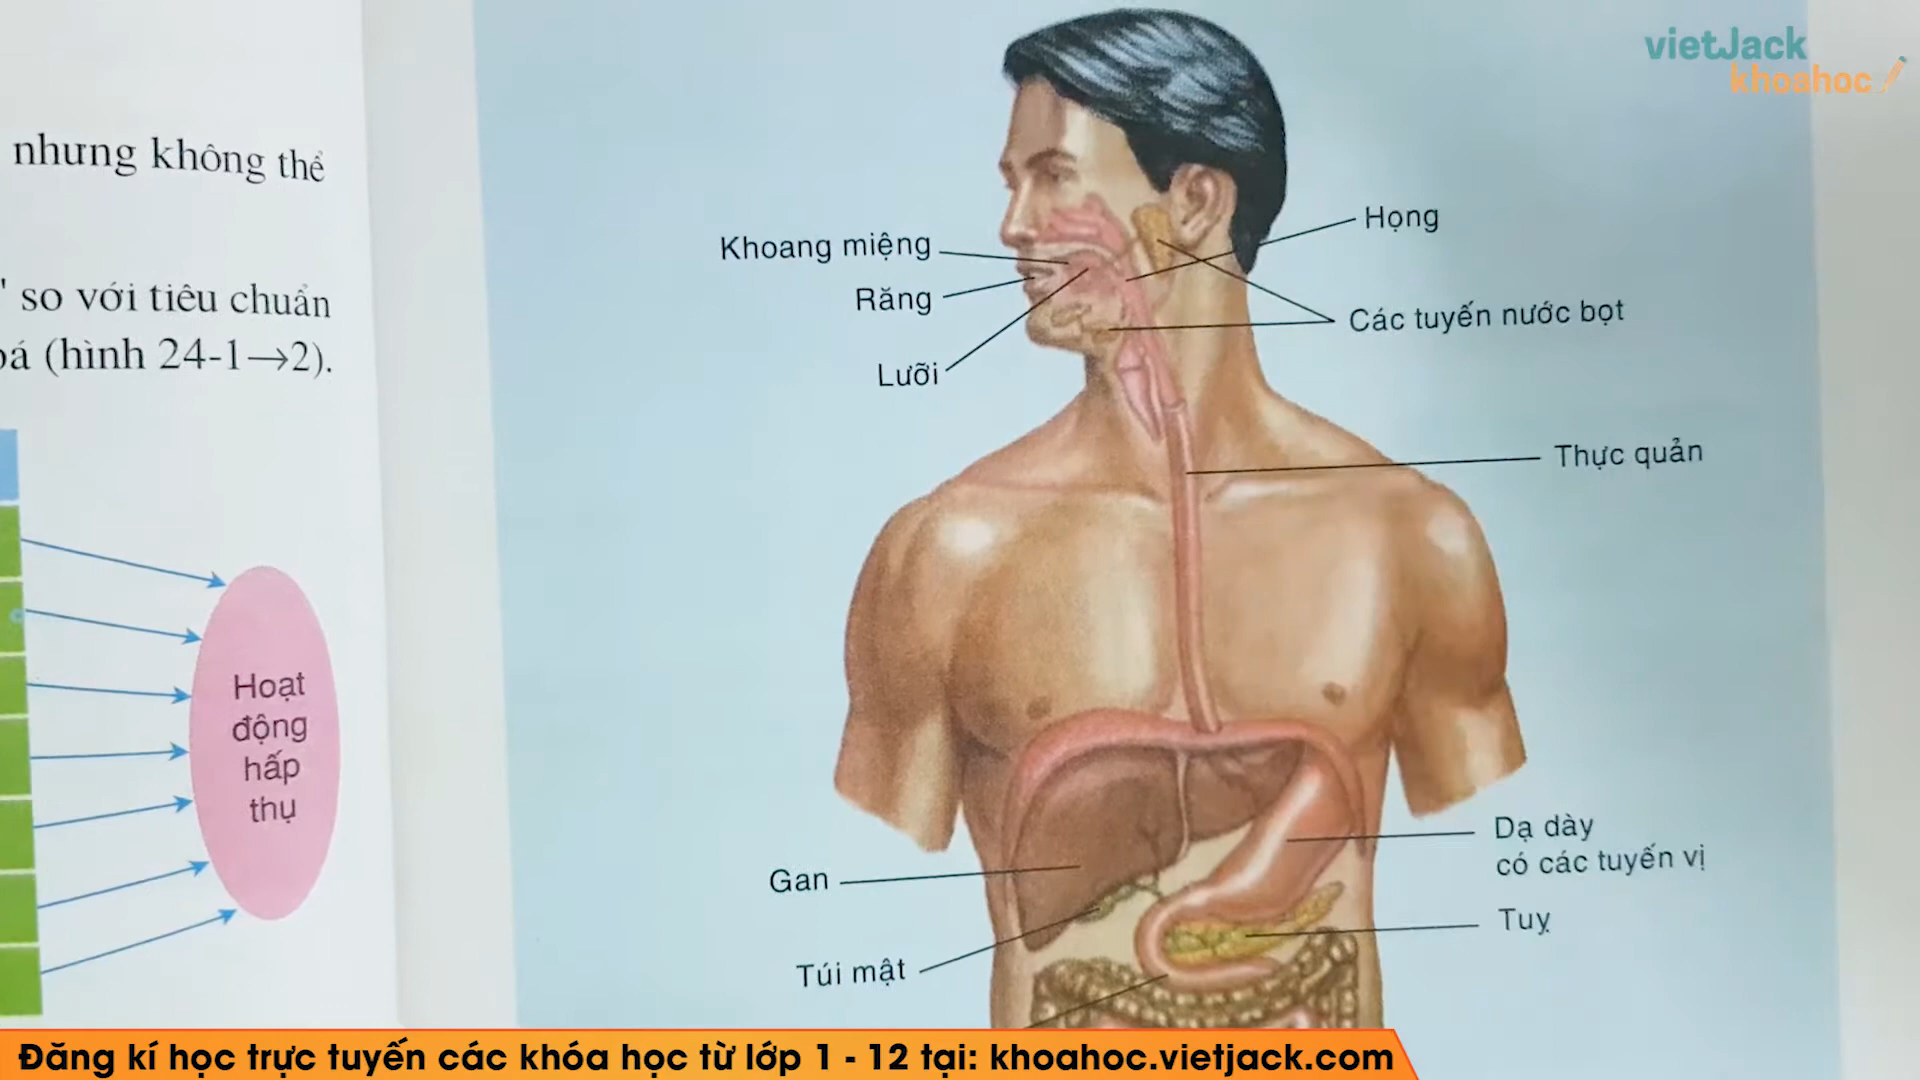 vietJack
khoahoc
nhưng không thể
so với tiêu chuẩn
(hình 24-1→2).
Hoạt
động
hấp
thụ
Khoang miệng
Răng
Lưỡi
Họng
Các tuyến nước bọt
Thực quản
Gan
Túi mật
Dạ dày
có các tuyến vị
Tuỵ
Đăng kí học trực tuyến các khóa học từ lớp 1 - 12 tại: khoahoc.vietjack.com